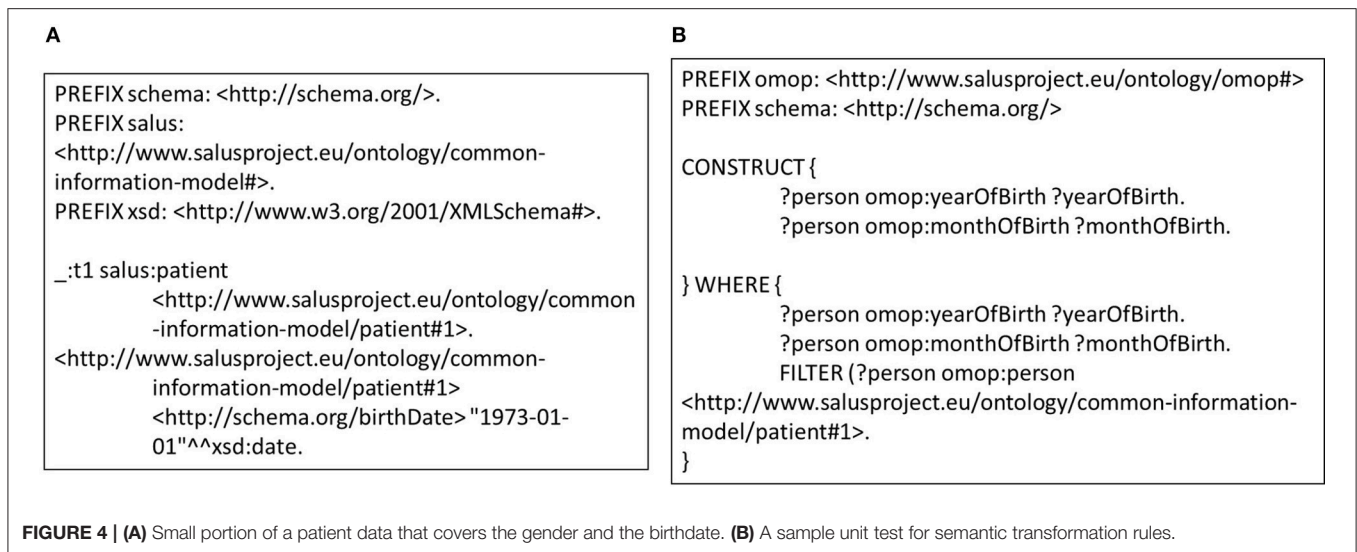 A
PREFIX schema: <http://schema.org/>.
PREFIX salus:
<http://www.salusproject.eu/ontology/common-
information-model#>.
PREFIX xsd: <http://www.w3.org/2001/XMLSchema#>.
_:t1 salus:patient
<http://www.salusproject.eu/ontology/common
-information-model/patient#1>.
<http://www.salusproject.eu/ontology/common-
information-model/patient#1>
<http://schema.org/birthDate> "1973-01-
01"^^xsd:date.
B
PREFIX omop: <http://www.salusproject.eu/ontology/omop#>
PREFIX schema: <http://schema.org/>
CONSTRUCT {
?person omop:yearOfBirth ?yearOfBirth.
?person omop:monthOfBirth ?monthOfBirth.
} WHERE {
?person omop:yearOfBirth ?yearOfBirth.
?person omop:monthOfBirth ?monthOfBirth.
FILTER (?person omop:person
<http://www.salusproject.eu/ontology/common-information-
model/patient#1>.
}
FIGURE 4 | (A) Small portion of a patient data that covers the gender and the birthdate. (B) A sample unit test for semantic transformation rules.